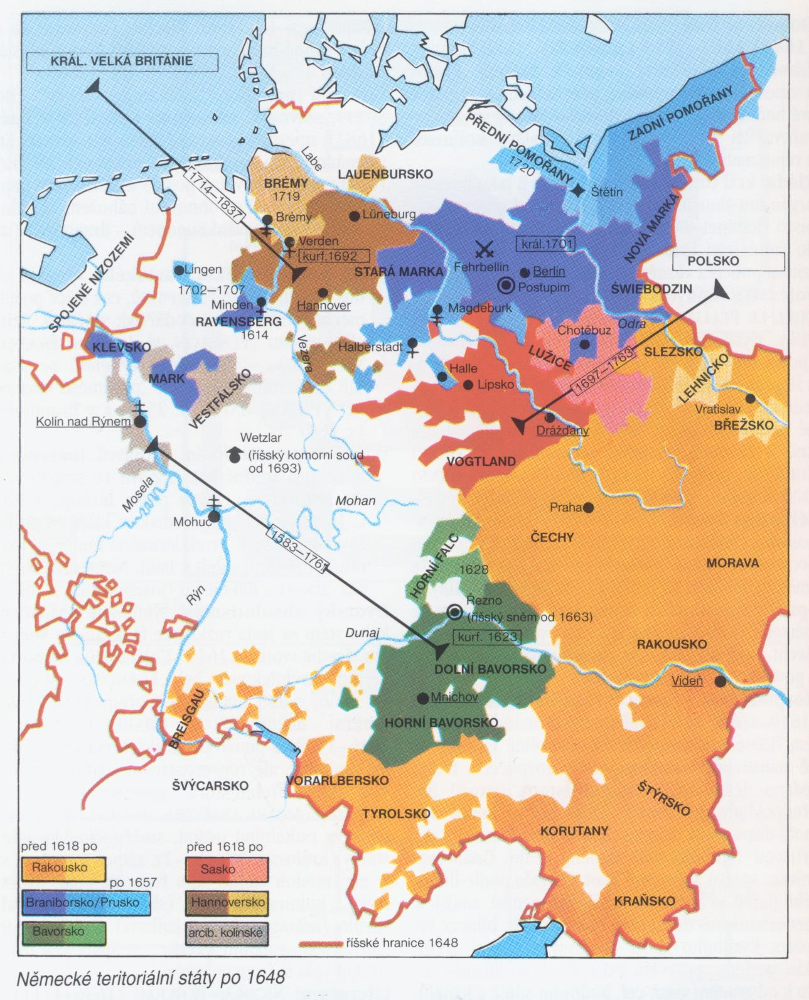 KRÁL. VELKÁ BRITÁNIE
1714–1837
Labe
LAUENBURSKO
BRÉMY
1719
Brémy
Lüneburg
Verden
kurf.1692
PŘEDNÍ POMOŘANY
1720
ZADNÍ POMOŘANY
Štětín
NOVÁ MARKA
král.1701
SPOJENÉ NIZOZEMÍ
Lingen
1702–1707
Minden
RAVENSBERG
1614
Hannover
STARÁ MARKA
Fehrbellin
Berlín
Postupim
POLSKO
ŚWIEBODZIN
Magdeburk
Chotěbuz
Odra
KLEVSKO
MARK
VESTFÁLSKO
Vezera
Halberstadt
Halle
Lipsko
LUŽICE
1697–1763
SLEZSKO
LEHNICKO
Vratislav
BŘEŽSKO
Kolín nad Rýnem
Drážďany
Wetzlar
(říšský komorní soud
od 1693)
VOGTLAND
Mosela
Mohan
Mohuč
Praha
ČECHY
1583–1761
HORNÍ FALC
1628
MORAVA
Rýn
Řezno
(říšský sněm od 1663)
Dunaj
kurf. 1623
RAKOUSKO
DOLNÍ BAVORSKO
Vídeň
Mnichov
BREISGAU
HORNÍ BAVORSKO
ŠVÝCARSKO
VORARLBERSKO
ŠTÝRSKO
TYROLSKO
KORUTANY
KRAŇSKO
před 1618 po
Rakousko
po 1657
Braniborsko/Prusko
Bavorsko
před 1618 po
Sasko
Hannoversko
arcib. kolínské
říšské hranice 1648
Německé teritoriální státy po 1648